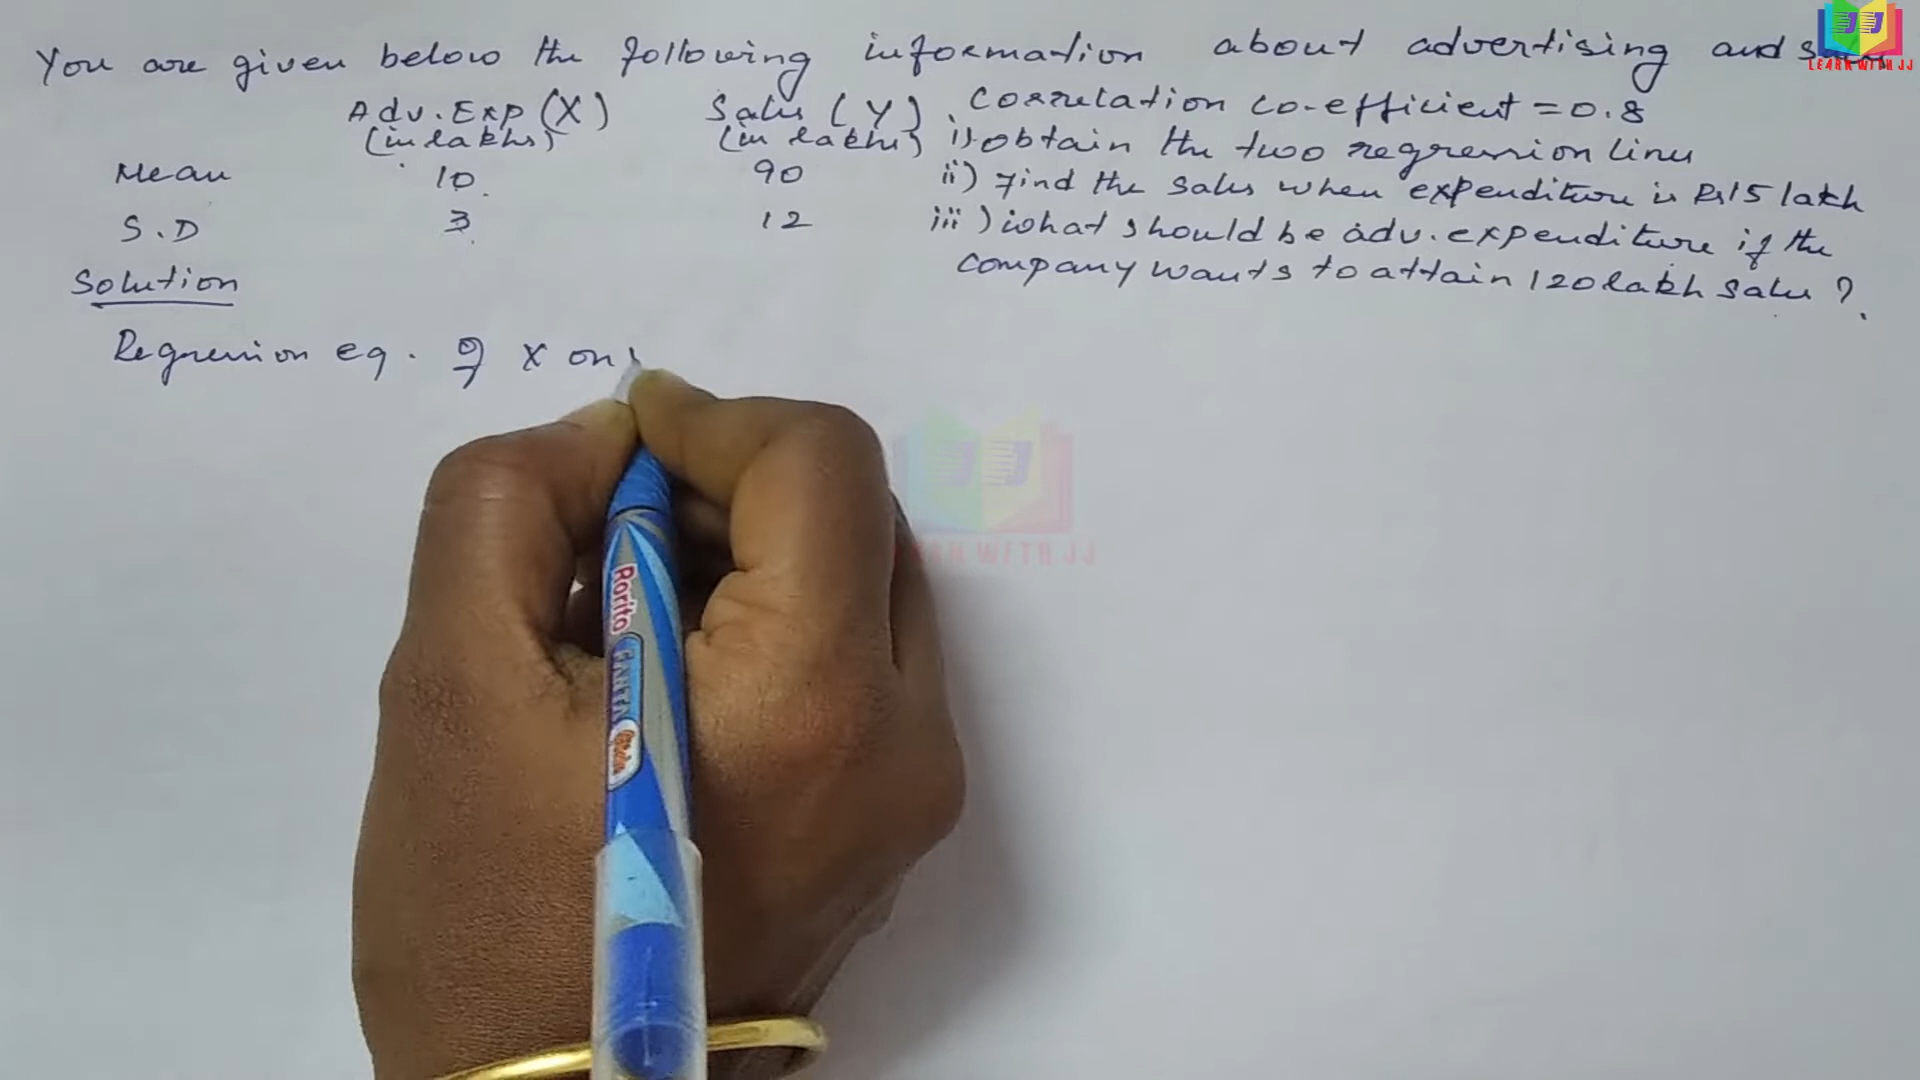 You are given below the following information about advertising and
Adv. Exp (X) Sales (Y) . Correlation co-efficient = 0.8
(in lakhs) (in lakhs) i). obtain the two regression lines
Mean 10 90 ii) Find the sales when expenditure is Rs 15 lakh
S.D 3 12 iii) what should be adv. expenditure if the
company wants to attain 120 lakh sales ?
Solution
Regression eq. of X on
LEARN WITH JJ
WITH JJ
Rorito